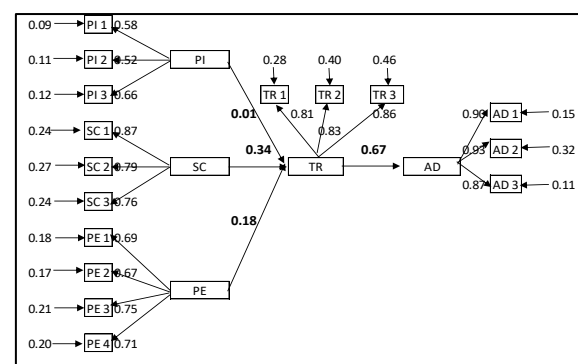 0.09 PI 1 0.58
0.11 PI 2 0.52
0.12 PI 3 0.66
PI
0.24 SC 1 0.87
0.27 SC 2 0.79
0.24 SC 3 0.76
SC
0.18 PE 1 0.69
0.17 PE 2 0.67
0.21 PE 3 0.75
0.20 PE 4 0.71
PE
0.01
0.34
0.18
0.28 0.40 0.46
TR 1 TR 2 TR 3
0.81 0.83 0.86
TR
0.67
AD
0.90 AD 1 0.15
0.93 AD 2 0.32
0.87 AD 3 0.11